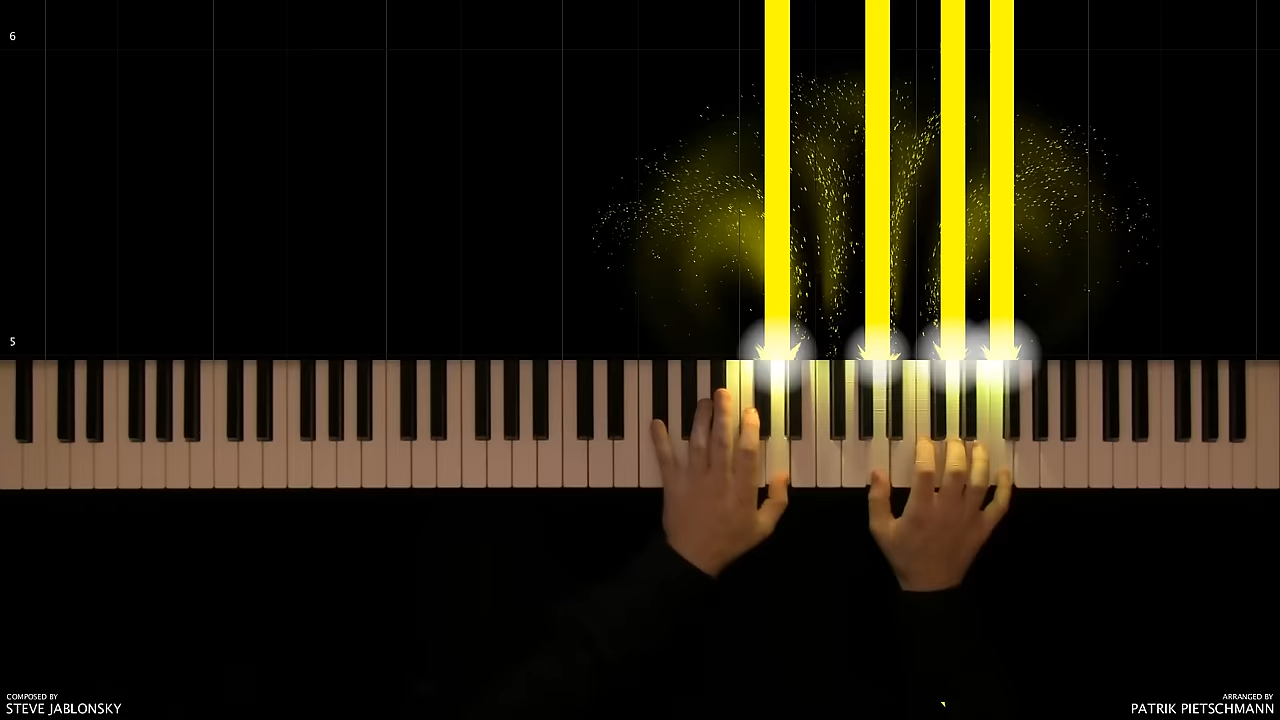 6
5
COMPOSED BY
STEVE JABLONSKY
ARRANGED BY
PATRIK PIETSCHMANN